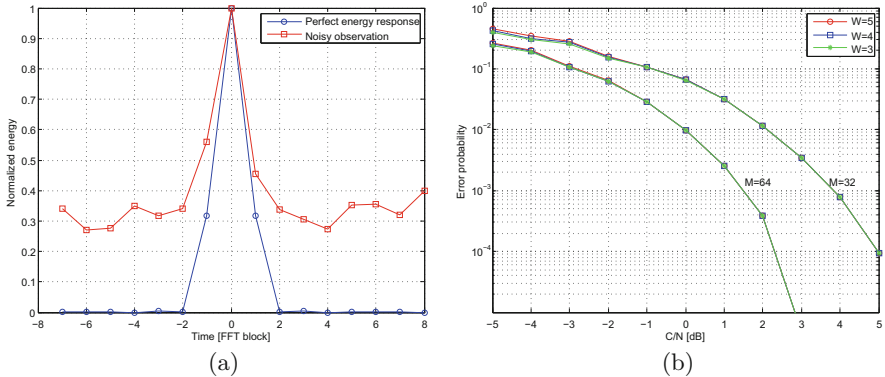 1
0.9
0.8
0.7
0.6
0.5
0.4
0.3
0.2
0.1
0
Normalized energy
−8
−6
−4
−2
0
2
4
6
8
Time [FFT block]
Perfect energy response
Noisy observation
(a)
10^0
10^−1
10^−2
10^−3
10^−4
Error probability
−5
−4
−3
−2
−1
0
1
2
3
4
5
C/N [dB]
W=5
W=4
W=3
M=64
M=32
(b)